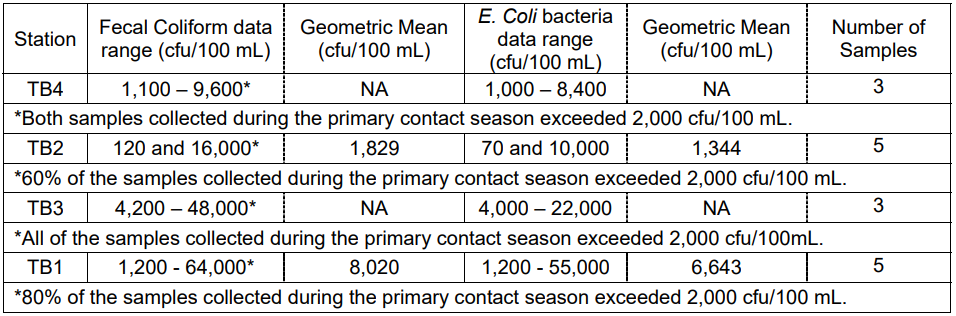 Station
Fecal Coliform data
range (cfu/100 mL)
Geometric Mean
(cfu/100 mL)
E. Coli bacteria
data range
(cfu/100 mL)
Geometric Mean
(cfu/100 mL)
Number of
Samples
TB4 1,100 – 9,600* NA 1,000 – 8,400 NA 3
*Both samples collected during the primary contact season exceeded 2,000 cfu/100 mL.
TB2 120 and 16,000* 1,829 70 and 10,000 1,344 5
*60% of the samples collected during the primary contact season exceeded 2,000 cfu/100 mL.
TB3 4,200 – 48,000* NA 4,000 – 22,000 NA 3
*All of the samples collected during the primary contact season exceeded 2,000 cfu/100mL.
TB1 1,200 - 64,000* 8,020 1,200 - 55,000 6,643 5
*80% of the samples collected during the primary contact season exceeded 2,000 cfu/100 mL.